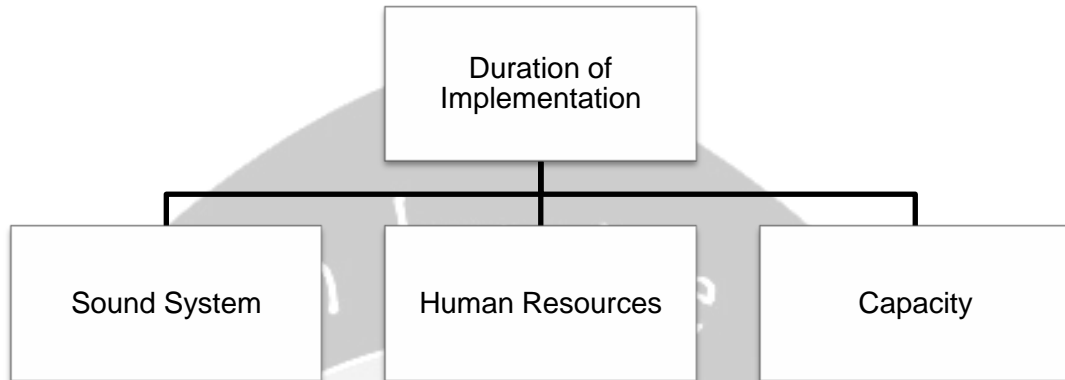 Duration of
Implementation
Sound System
Human Resources
Capacity